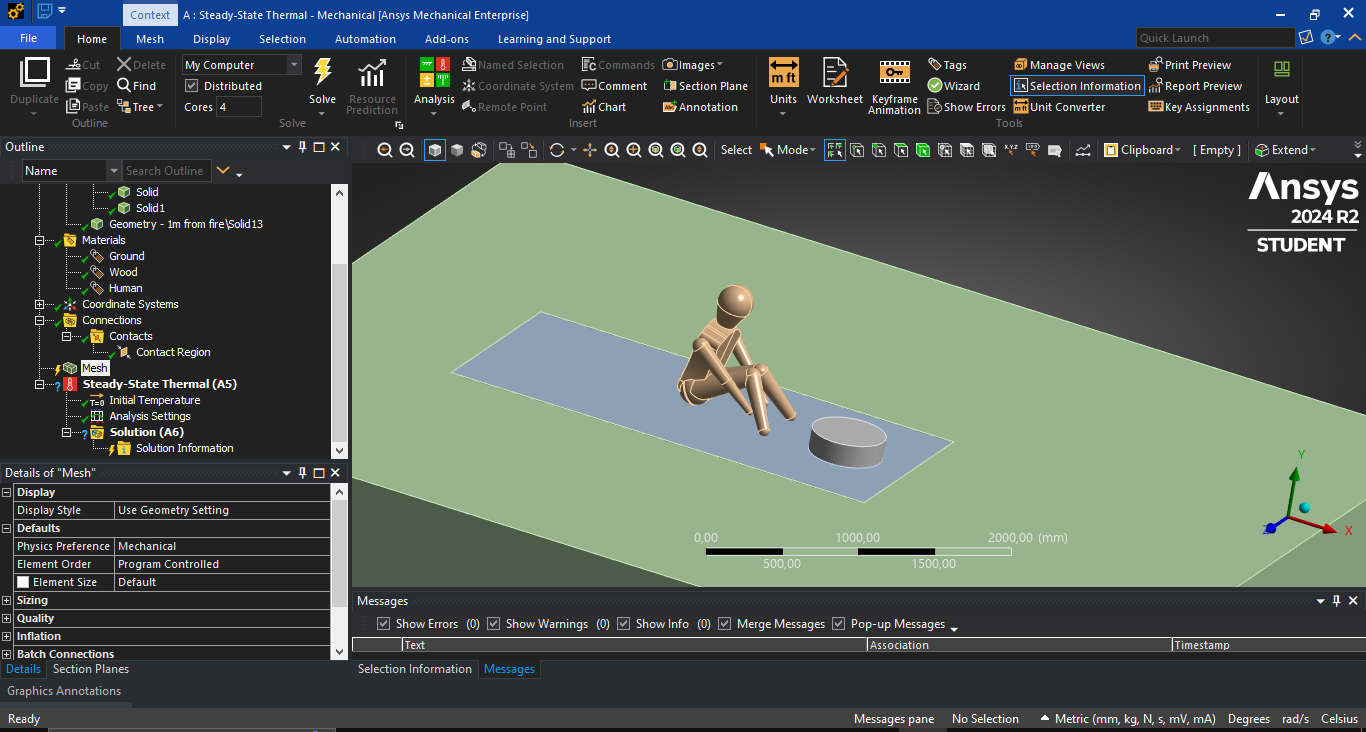 Context
A : Steady-State Thermal - Mechanical [Ansys Mechanical Enterprise]
File
Home
Mesh
Display
Selection
Automation
Add-ons
Learning and Support
Quick Launch
Duplicate
Cut
Copy
Paste
Delete
Find
Tree
Outline
My Computer
Distributed
Cores 4
Solve
Resource Prediction
Solve
Analysis
Named Selection
Coordinate System
Remote Point
Commands
Comment
Chart
Images
Section Plane
Annotation
Insert
m ft
Units
Worksheet
Keyframe Animation
Tags
Wizard
Show Errors
Manage Views
Selection Information
Unit Converter
Print Preview
Report Preview
Key Assignments
Tools
Layout
Outline
Name
Search Outline
Select
Mode
Clipboard
[ Empty ]
Extend
Solid
Solid1
Geometry - 1m from fire\Solid13
Materials
Ground
Wood
Human
Coordinate Systems
Connections
Contacts
Contact Region
Mesh
Steady-State Thermal (A5)
T=0 Initial Temperature
Analysis Settings
Solution (A6)
Solution Information
Ansys
2024 R2
STUDENT
Y
X
Z
0,00
1000,00
2000,00 (mm)
500,00
1500,00
Details of "Mesh"
Display
Display Style Use Geometry Setting
Defaults
Physics Preference Mechanical
Element Order Program Controlled
Element Size Default
Sizing
Quality
Inflation
Batch Connections
Details
Section Planes
Graphics Annotations
Messages
Show Errors (0)
Show Warnings (0)
Show Info (0)
Merge Messages
Pop-up Messages
Text
Association
Timestamp
Selection Information
Messages
Ready
Messages pane
No Selection
Metric (mm, kg, N, s, mV, mA)
Degrees
rad/s
Celsius